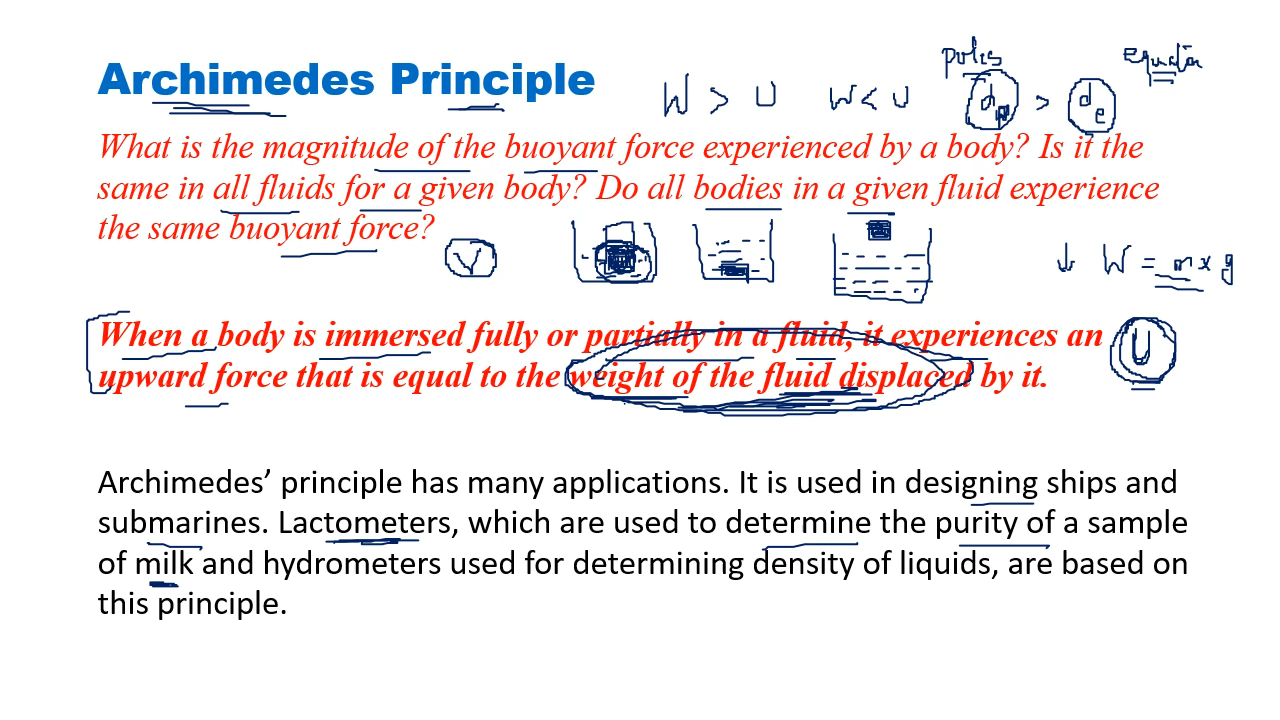 Archimedes Principle
W > U
W < U
poles
equator
dp > de
What is the magnitude of the buoyant force experienced by a body? Is it the
same in all fluids for a given body? Do all bodies in a given fluid experience
the same buoyant force?
V
↓ W = m x g
When a body is immersed fully or partially in a fluid, it experiences an
U
upward force that is equal to the weight of the fluid displaced by it.
Archimedes’ principle has many applications. It is used in designing ships and
submarines. Lactometers, which are used to determine the purity of a sample
of milk and hydrometers used for determining density of liquids, are based on
this principle.